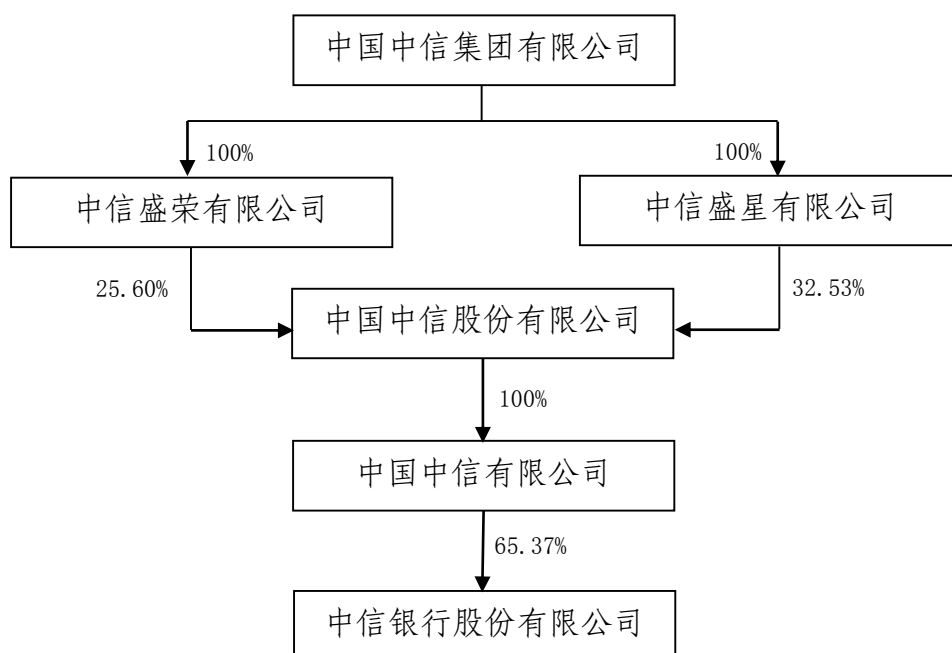 中国中信集团有限公司
100%
100%
中信盛荣有限公司
中信盛星有限公司
25.60%
32.53%
中国中信股份有限公司
100%
中国中信有限公司
65.37%
中信银行股份有限公司